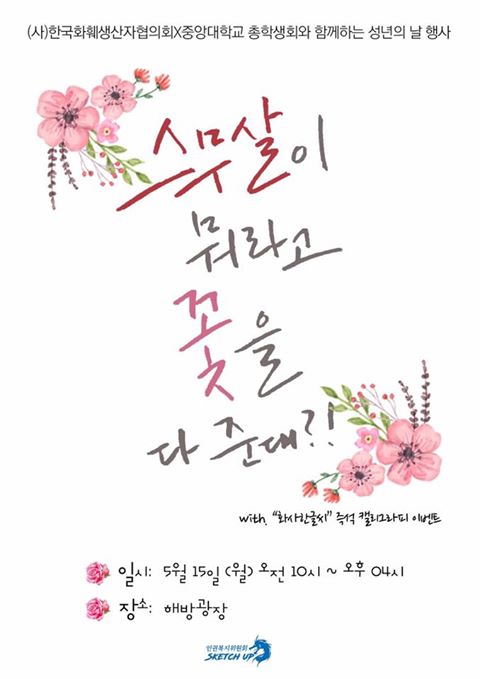 (사)한국화훼생산자협의회X중앙대학교 총학생회와 함께하는 성년의 날 행사
스무살이
뭐라고
꽃을
다 준대?!
with. "화사한글씨" 즉석 캘리그라피 이벤트
일시: 5월 15일 (월) 오전 10시 ~ 오후 04시
장소: 해방광장
인권복지위원회
SKETCH UP